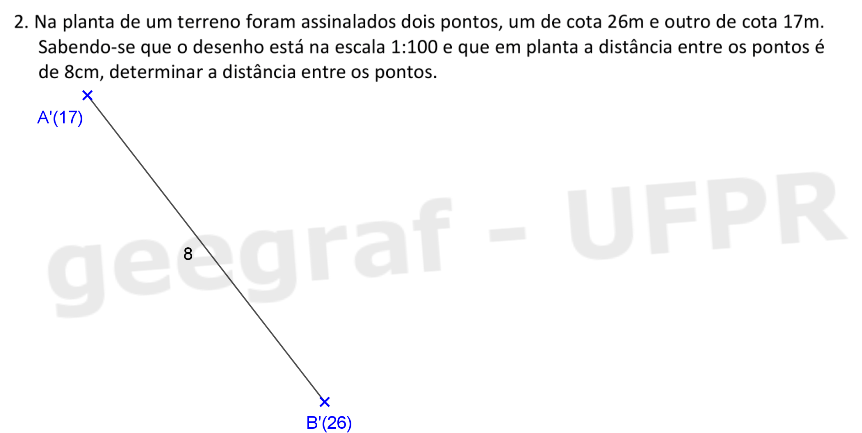 2. Na planta de um terreno foram assinalados dois pontos, um de cota 26m e outro de cota 17m.
Sabendo-se que o desenho está na escala 1:100 e que em planta a distância entre os pontos é
de 8cm, determinar a distância entre os pontos.
A'(17)
geegraf - UFPR
8
B'(26)